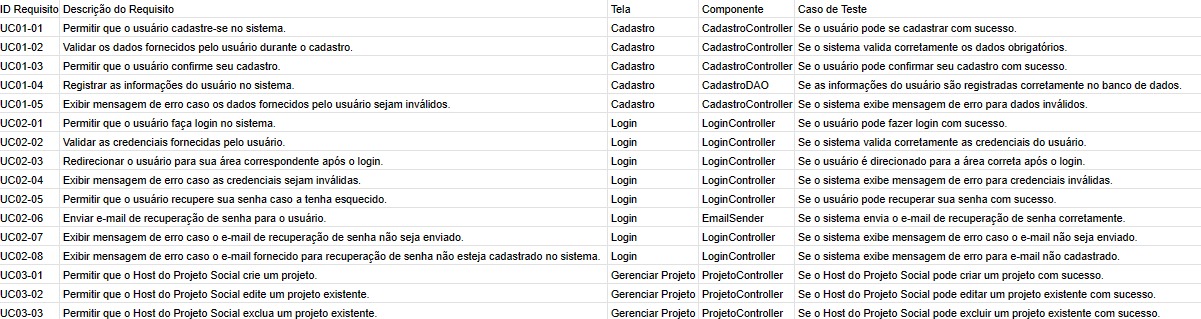 ID Requisito Descrição do Requisito Tela Componente Caso de Teste
UC01-01 Permitir que o usuário cadastre-se no sistema. Cadastro CadastroController Se o usuário pode se cadastrar com sucesso.
UC01-02 Validar os dados fornecidos pelo usuário durante o cadastro. Cadastro CadastroController Se o sistema valida corretamente os dados obrigatórios.
UC01-03 Permitir que o usuário confirme seu cadastro. Cadastro CadastroController Se o usuário pode confirmar seu cadastro com sucesso.
UC01-04 Registrar as informações do usuário no sistema. Cadastro CadastroDAO Se as informações do usuário são registradas corretamente no banco de dados.
UC01-05 Exibir mensagem de erro caso os dados fornecidos pelo usuário sejam inválidos. Cadastro CadastroController Se o sistema exibe mensagem de erro para dados inválidos.
UC02-01 Permitir que o usuário faça login no sistema. Login LoginController Se o usuário pode fazer login com sucesso.
UC02-02 Validar as credenciais fornecidas pelo usuário. Login LoginController Se o sistema valida corretamente as credenciais do usuário.
UC02-03 Redirecionar o usuário para sua área correspondente após o login. Login LoginController Se o usuário é direcionado para a área correta após o login.
UC02-04 Exibir mensagem de erro caso as credenciais sejam inválidas. Login LoginController Se o sistema exibe mensagem de erro para credenciais inválidas.
UC02-05 Permitir que o usuário recupere sua senha caso a tenha esquecido. Login LoginController Se o usuário pode recuperar sua senha com sucesso.
UC02-06 Enviar e-mail de recuperação de senha para o usuário. Login EmailSender Se o sistema envia o e-mail de recuperação de senha corretamente.
UC02-07 Exibir mensagem de erro caso o e-mail de recuperação de senha não seja enviado. Login LoginController Se o sistema exibe mensagem de erro caso o e-mail não seja enviado.
UC02-08 Exibir mensagem de erro caso o e-mail fornecido para recuperação de senha não esteja cadastrado no sistema. Login LoginController Se o sistema exibe mensagem de erro para e-mail não cadastrado.
UC03-01 Permitir que o Host do Projeto Social crie um projeto. Gerenciar Projeto ProjetoController Se o Host do Projeto Social pode criar um projeto com sucesso.
UC03-02 Permitir que o Host do Projeto Social edite um projeto existente. Gerenciar Projeto ProjetoController Se o Host do Projeto Social pode editar um projeto existente com sucesso.
UC03-03 Permitir que o Host do Projeto Social exclua um projeto existente. Gerenciar Projeto ProjetoController Se o Host do Projeto Social pode excluir um projeto existente com sucesso.